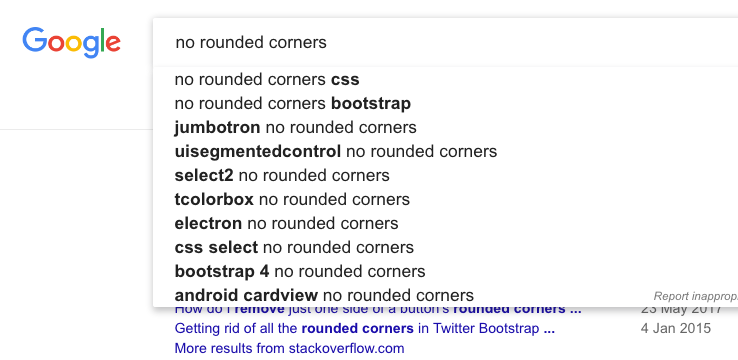 Google
no rounded corners
no rounded corners css
no rounded corners bootstrap
jumbotron no rounded corners
uisegmentedcontrol no rounded corners
select2 no rounded corners
tcolorbox no rounded corners
electron no rounded corners
css select no rounded corners
bootstrap 4 no rounded corners
android cardview no rounded corners
Report inapprop
How do I remove just one side of a button's rounded corners ... 23 May 2017
Getting rid of all the rounded corners in Twitter Bootstrap ... 4 Jan 2015
More results from stackoverflow.com